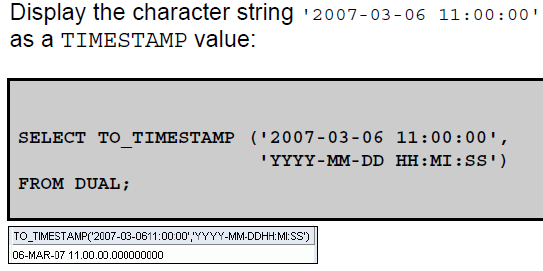 Display the character string '2007-03-06 11:00:00'
as a TIMESTAMP value:
SELECT TO_TIMESTAMP ('2007-03-06 11:00:00',
'YYYY-MM-DD HH:MI:SS')
FROM DUAL;
TO_TIMESTAMP('2007-03-0611:00:00','YYYY-MM-DDHH:MI:SS')
06-MAR-07 11.00.00.000000000